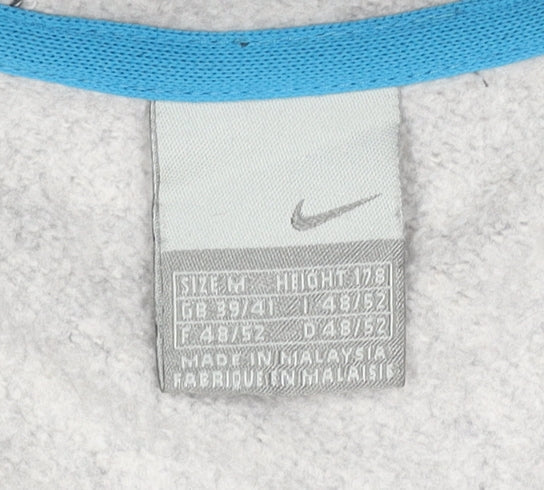 SIZE M HEIGHT 178
GB 39/41 I 48/52
F 48/52 D 48/52
MADE IN MALAYSIA
FABRIQUE EN MALAISIE